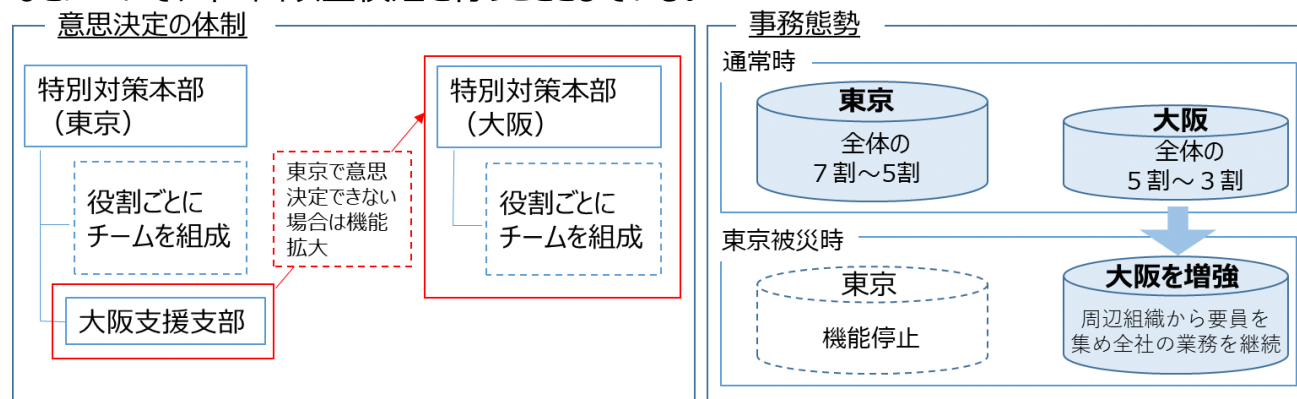 意思決定の体制
特別対策本部
（東京）
役割ごとに
チームを組成
大阪支援支部
東京で意思
決定できない
場合は機能
拡大
特別対策本部
（大阪）
役割ごとに
チームを組成
事務態勢
通常時
東京
全体の
７割～5割
大阪
全体の
５割～３割
東京被災時
東京
機能停止
大阪を増強
周辺組織から要員を
集め全社の業務を継続